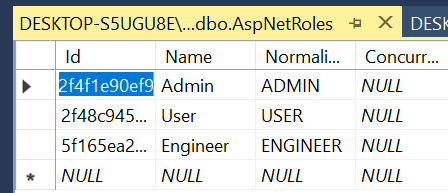 DESKTOP-S5UGU8E\...dbo.AspNetRoles DESK
Id Name Normali... Concurr...
2f4f1e90ef9 Admin ADMIN NULL
2f48c945... User USER NULL
5f165ea2... Engineer ENGINEER NULL
* NULL NULL NULL NULL